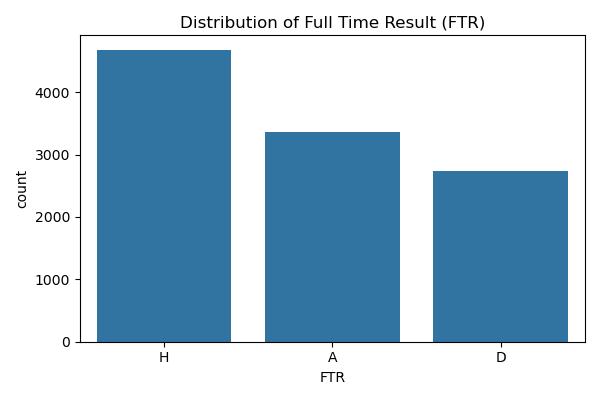 Distribution of Full Time Result (FTR)
4000
3000
2000
1000
0
count
H A D
FTR